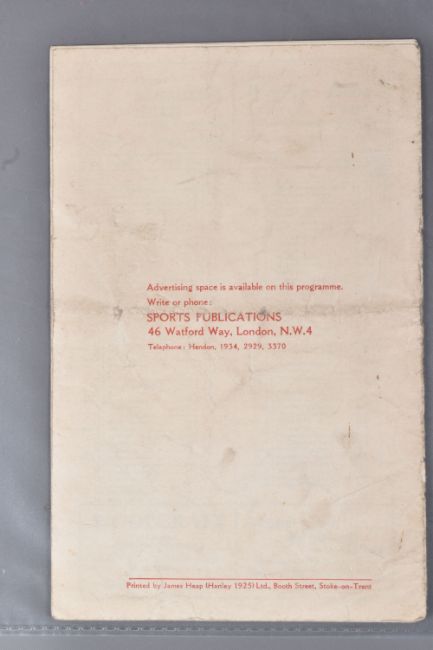 Advertising space is available on this programme.
Write or phone:
SPORTS PUBLICATIONS
46 Watford Way, London, N.W.4
Telephone: Hendon, 1934, 2929, 3370
Printed by James Heap (Hanley 1925) Ltd., Booth Street, Stoke-on-Trent